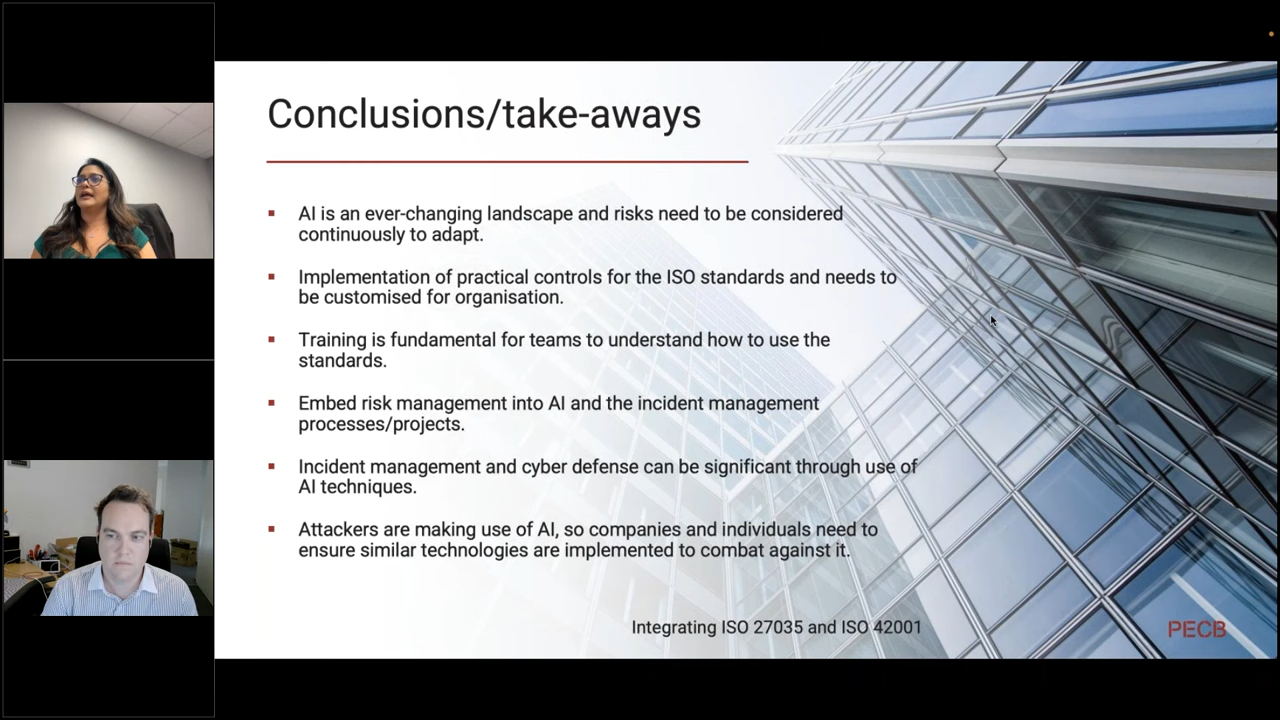 Conclusions/take-aways
▪ AI is an ever-changing landscape and risks need to be considered
continuously to adapt.
▪ Implementation of practical controls for the ISO standards and needs to
be customised for organisation.
▪ Training is fundamental for teams to understand how to use the
standards.
▪ Embed risk management into AI and the incident management
processes/projects.
▪ Incident management and cyber defense can be significant through use of
AI techniques.
▪ Attackers are making use of AI, so companies and individuals need to
ensure similar technologies are implemented to combat against it.
Integrating ISO 27035 and ISO 42001
PECB